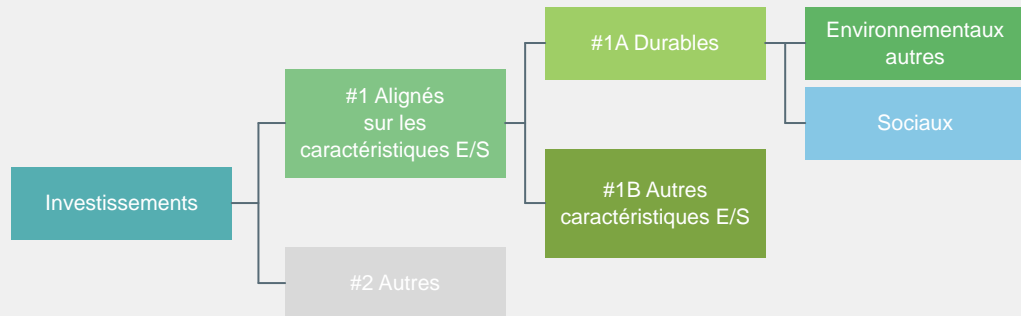 Investissements
#1 Alignés
sur les
caractéristiques E/S
#2 Autres
#1A Durables
#1B Autres
caractéristiques E/S
Environnementaux
autres
Sociaux